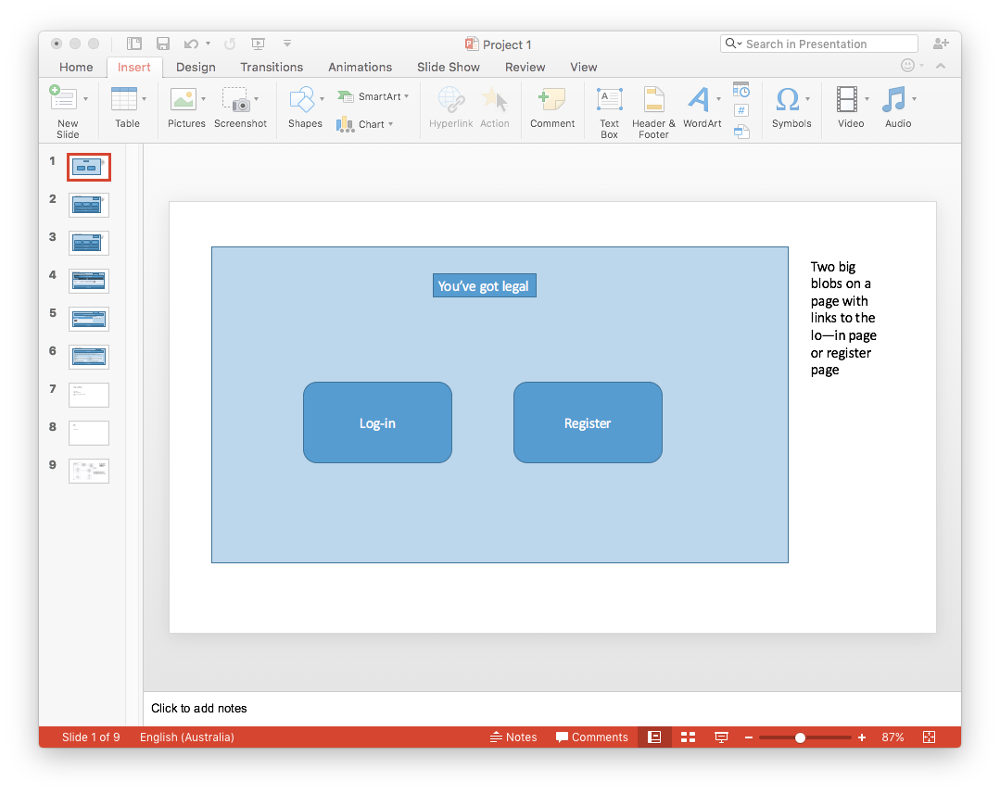 Project 1
Search in Presentation
Home Insert Design Transitions Animations Slide Show Review View
New Slide
Table
Pictures
Screenshot
Shapes
SmartArt
Chart
Hyperlink
Action
Comment
A
Text Box
Header & Footer
A
WordArt
#
Ω
Symbols
Video
Audio
1
2
3
4
5
6
7
8
9
You've got legal
Log-in
Register
Two big
blobs on a
page with
links to the
lo—in page
or register
page
Click to add notes
Slide 1 of 9 English (Australia) Notes Comments 87%